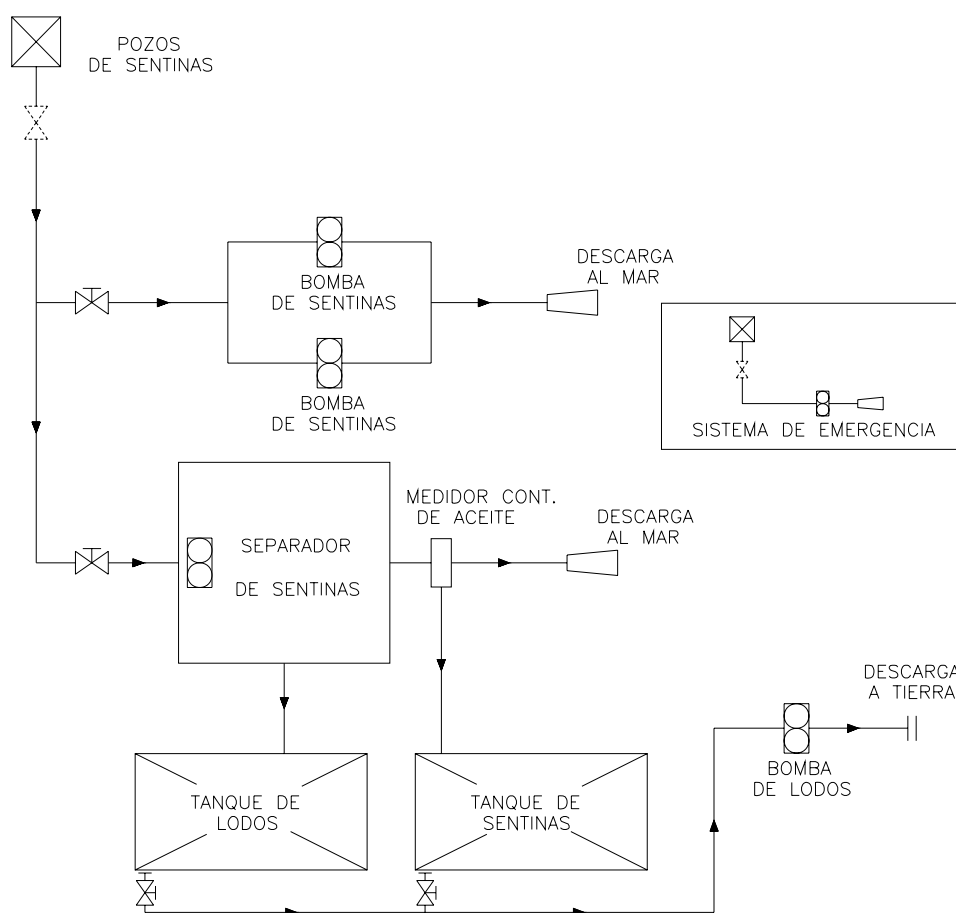 POZOS
DE SENTINAS
BOMBA
DE SENTINAS
BOMBA
DE SENTINAS
DESCARGA
AL MAR
SISTEMA DE EMERGENCIA
SEPARADOR
DE SENTINAS
MEDIDOR CONT.
DE ACEITE
DESCARGA
AL MAR
TANQUE DE
LODOS
TANQUE DE
SENTINAS
BOMBA
DE LODOS
DESCARGA
A TIERRA